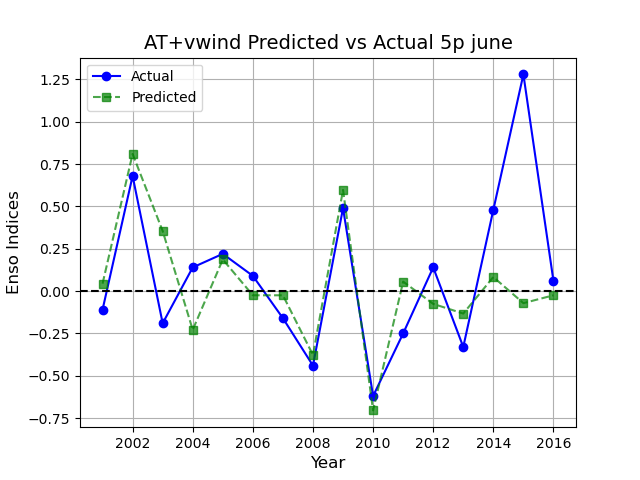 AT+vwind Predicted vs Actual 5p june
Actual
Predicted
Enso Indices
1.25
1.00
0.75
0.50
0.25
0.00
−0.25
−0.50
−0.75
2002 2004 2006 2008 2010 2012 2014 2016
Year